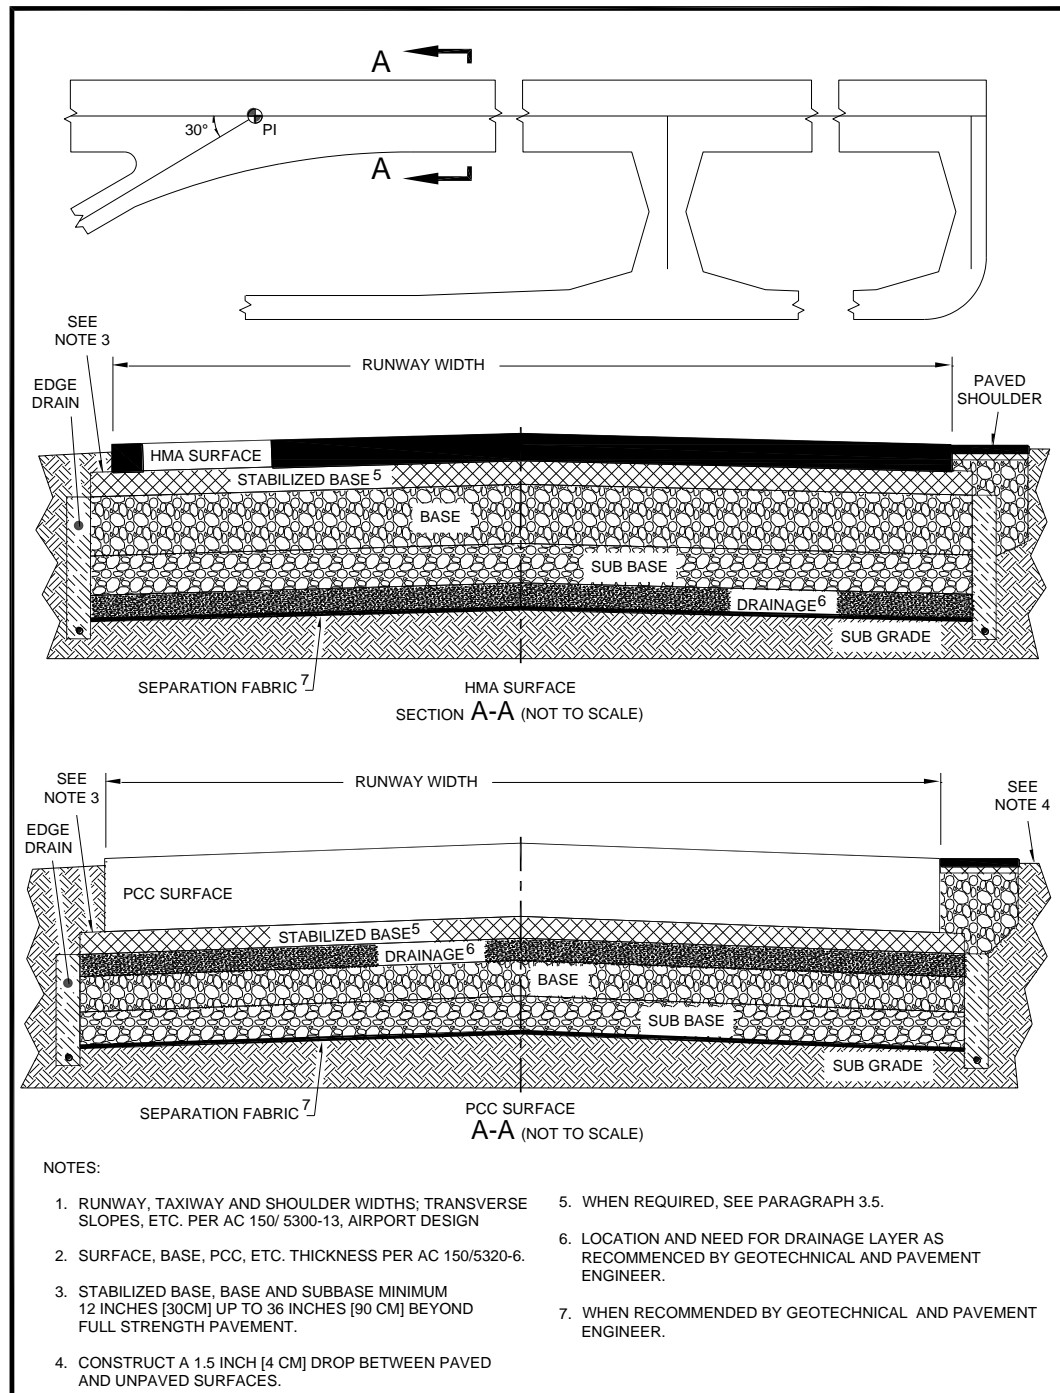 A
30°
PI
A
SEE
NOTE 3
RUNWAY WIDTH
EDGE
DRAIN
PAVED
SHOULDER
HMA SURFACE
STABILIZED BASE 5
BASE
SUB BASE
DRAINAGE 6
SUB GRADE
SEPARATION FABRIC 7
HMA SURFACE
SECTION A-A (NOT TO SCALE)
SEE
NOTE 3
RUNWAY WIDTH
SEE
NOTE 4
EDGE
DRAIN
PCC SURFACE
STABILIZED BASE 5
DRAINAGE 6
BASE
SUB BASE
SUB GRADE
SEPARATION FABRIC 7
PCC SURFACE
A-A (NOT TO SCALE)
NOTES:
1. RUNWAY, TAXIWAY AND SHOULDER WIDTHS; TRANSVERSE
SLOPES, ETC. PER AC 150/ 5300-13, AIRPORT DESIGN
2. SURFACE, BASE, PCC, ETC. THICKNESS PER AC 150/5320-6.
3. STABILIZED BASE, BASE AND SUBBASE MINIMUM
12 INCHES [30CM] UP TO 36 INCHES [90 CM] BEYOND
FULL STRENGTH PAVEMENT.
4. CONSTRUCT A 1.5 INCH [4 CM] DROP BETWEEN PAVED
AND UNPAVED SURFACES.
5. WHEN REQUIRED, SEE PARAGRAPH 3.5.
6. LOCATION AND NEED FOR DRAINAGE LAYER AS
RECOMMENCED BY GEOTECHNICAL AND PAVEMENT
ENGINEER.
7. WHEN RECOMMENDED BY GEOTECHNICAL AND PAVEMENT
ENGINEER.